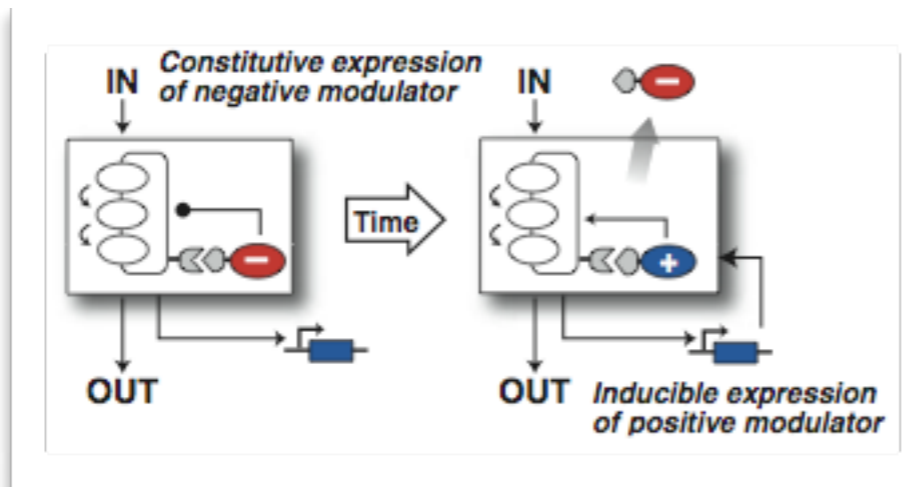 IN
Constitutive expression
of negative modulator
IN
−
−
Time
+
OUT
OUT
Inducible expression
of positive modulator